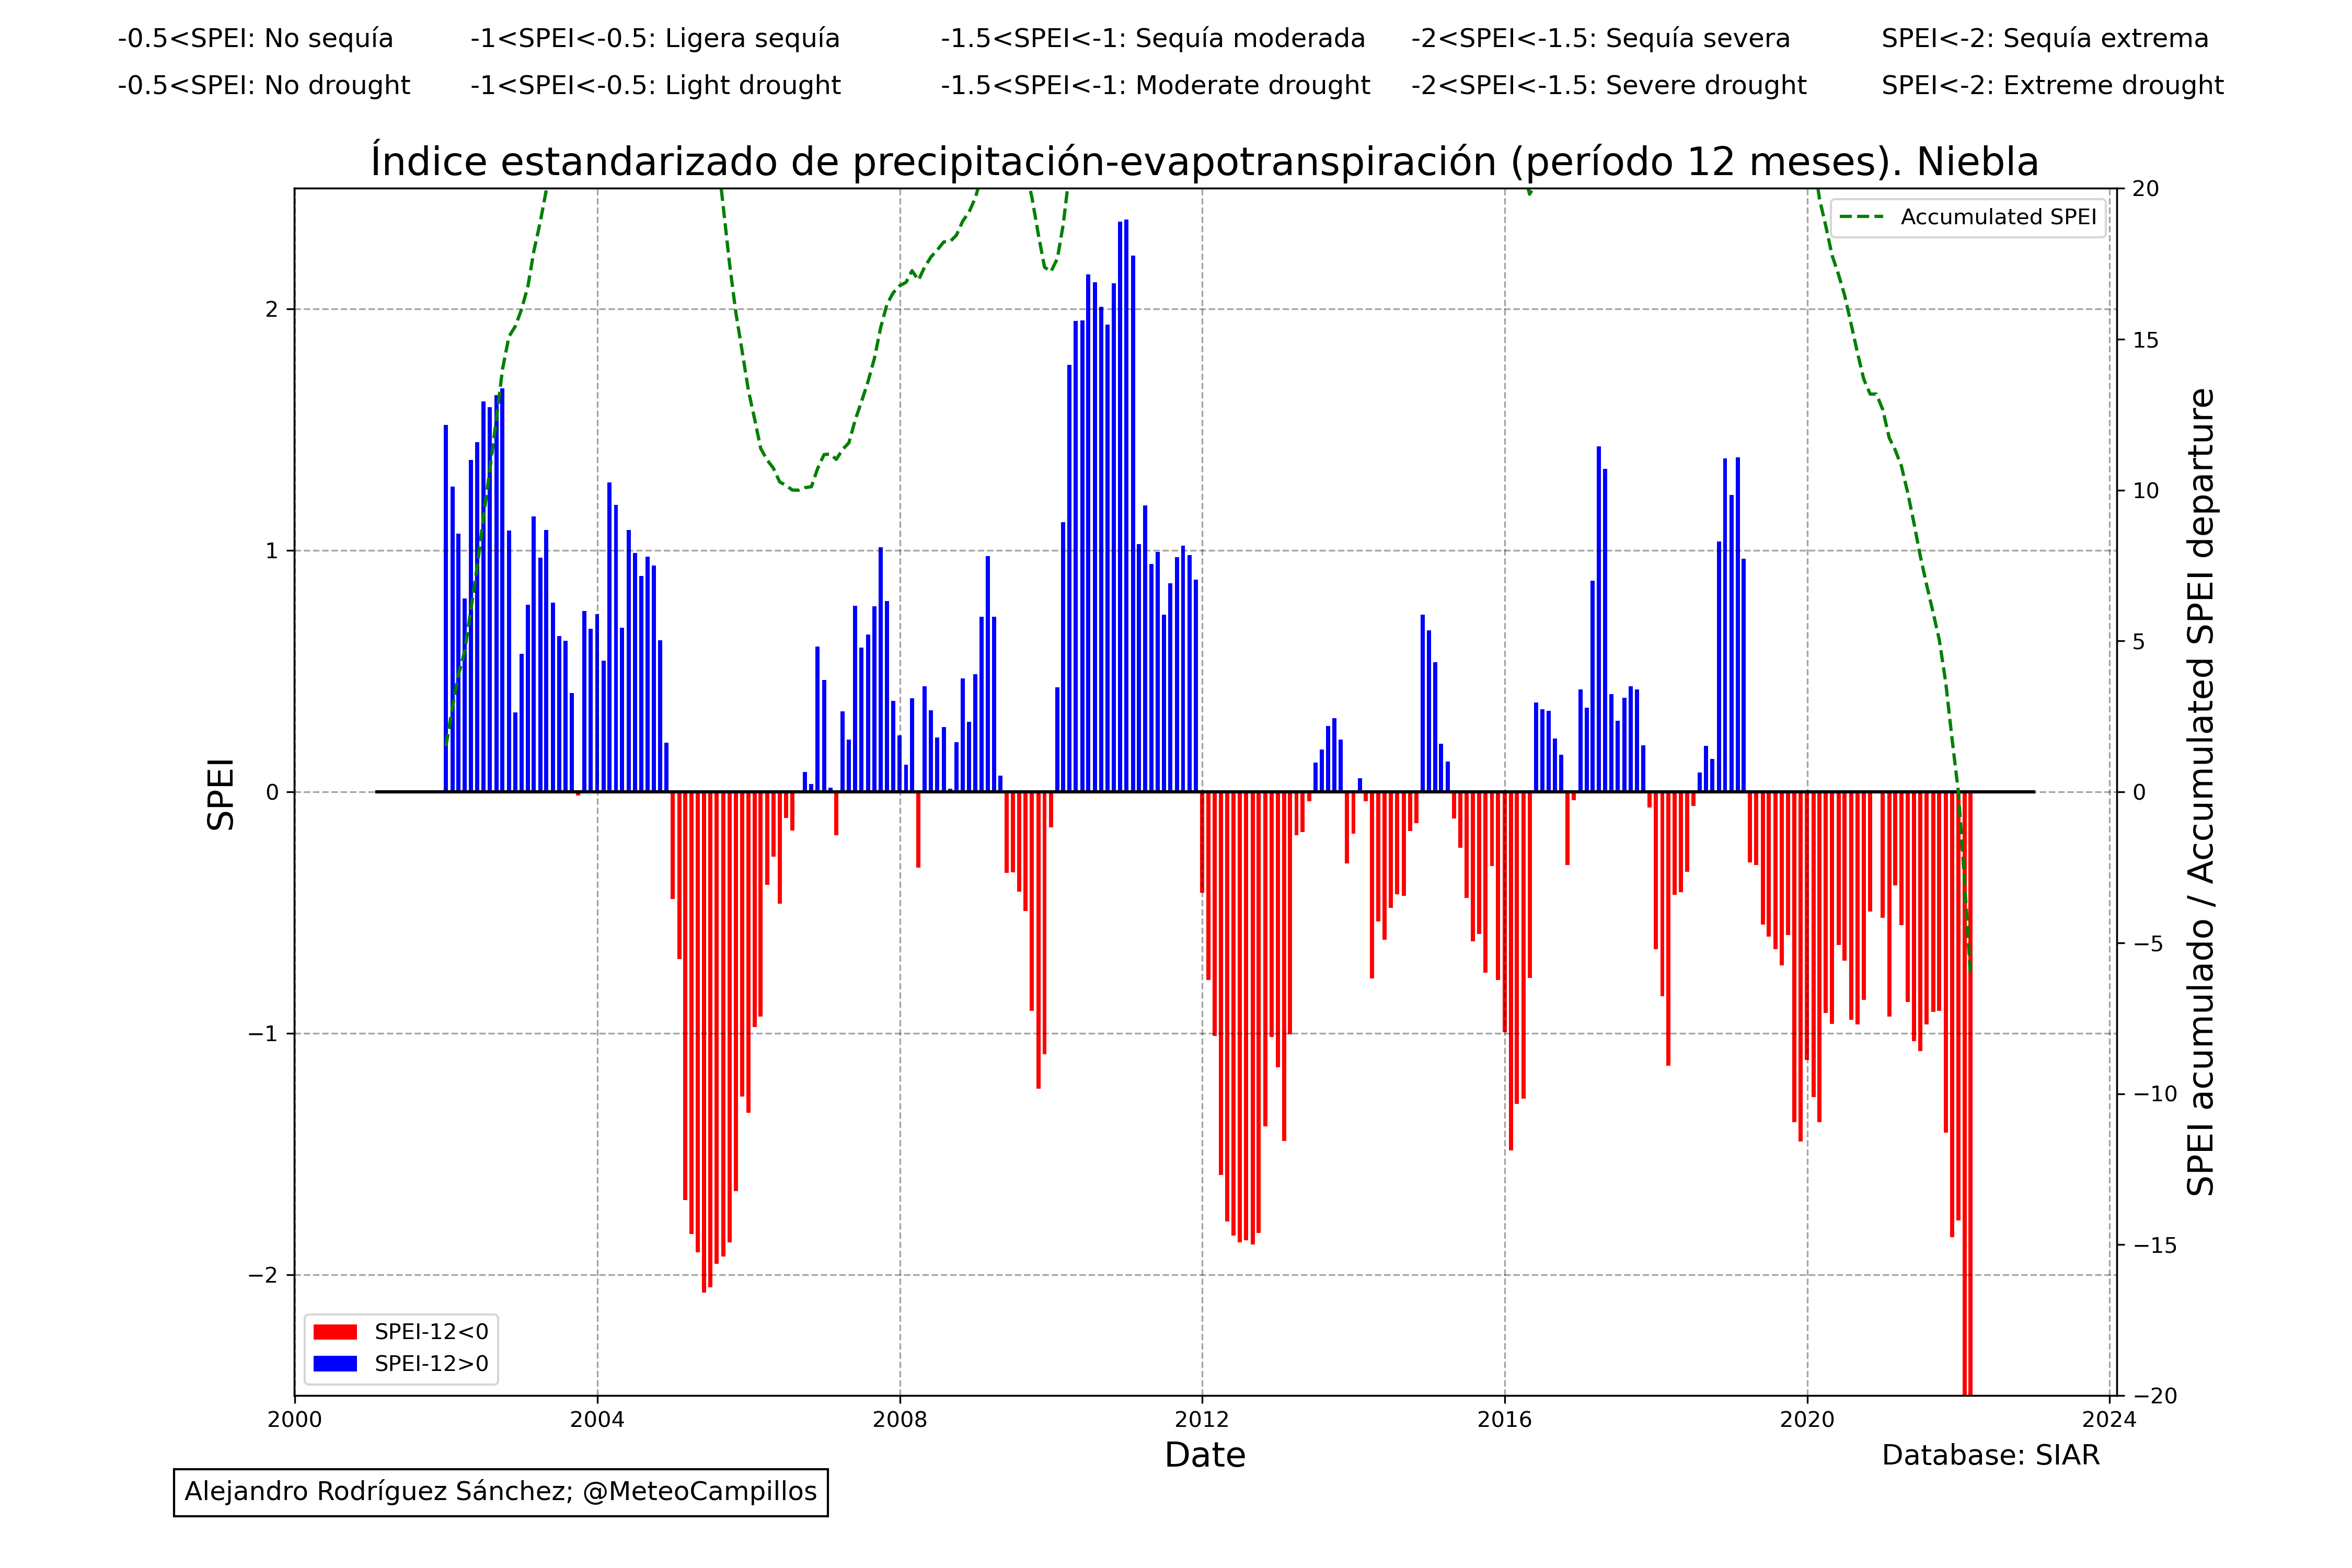 -0.5<SPEI: No sequía -1<SPEI<-0.5: Ligera sequía -1.5<SPEI<-1: Sequía moderada -2<SPEI<-1.5: Sequía severa SPEI<-2: Sequía extrema
-0.5<SPEI: No drought -1<SPEI<-0.5: Light drought -1.5<SPEI<-1: Moderate drought -2<SPEI<-1.5: Severe drought SPEI<-2: Extreme drought
Índice estandarizado de precipitación-evapotranspiración (período 12 meses). Niebla
SPEI
2
1
0
−1
−2
Accumulated SPEI
SPEI-12<0
SPEI-12>0
20
15
10
5
0
−5
−10
−15
−20
SPEI acumulado / Accumulated SPEI departure
2000 2004 2008 2012 2016 2020 2024
Date
Database: SIAR
Alejandro Rodríguez Sánchez; @MeteoCampillos